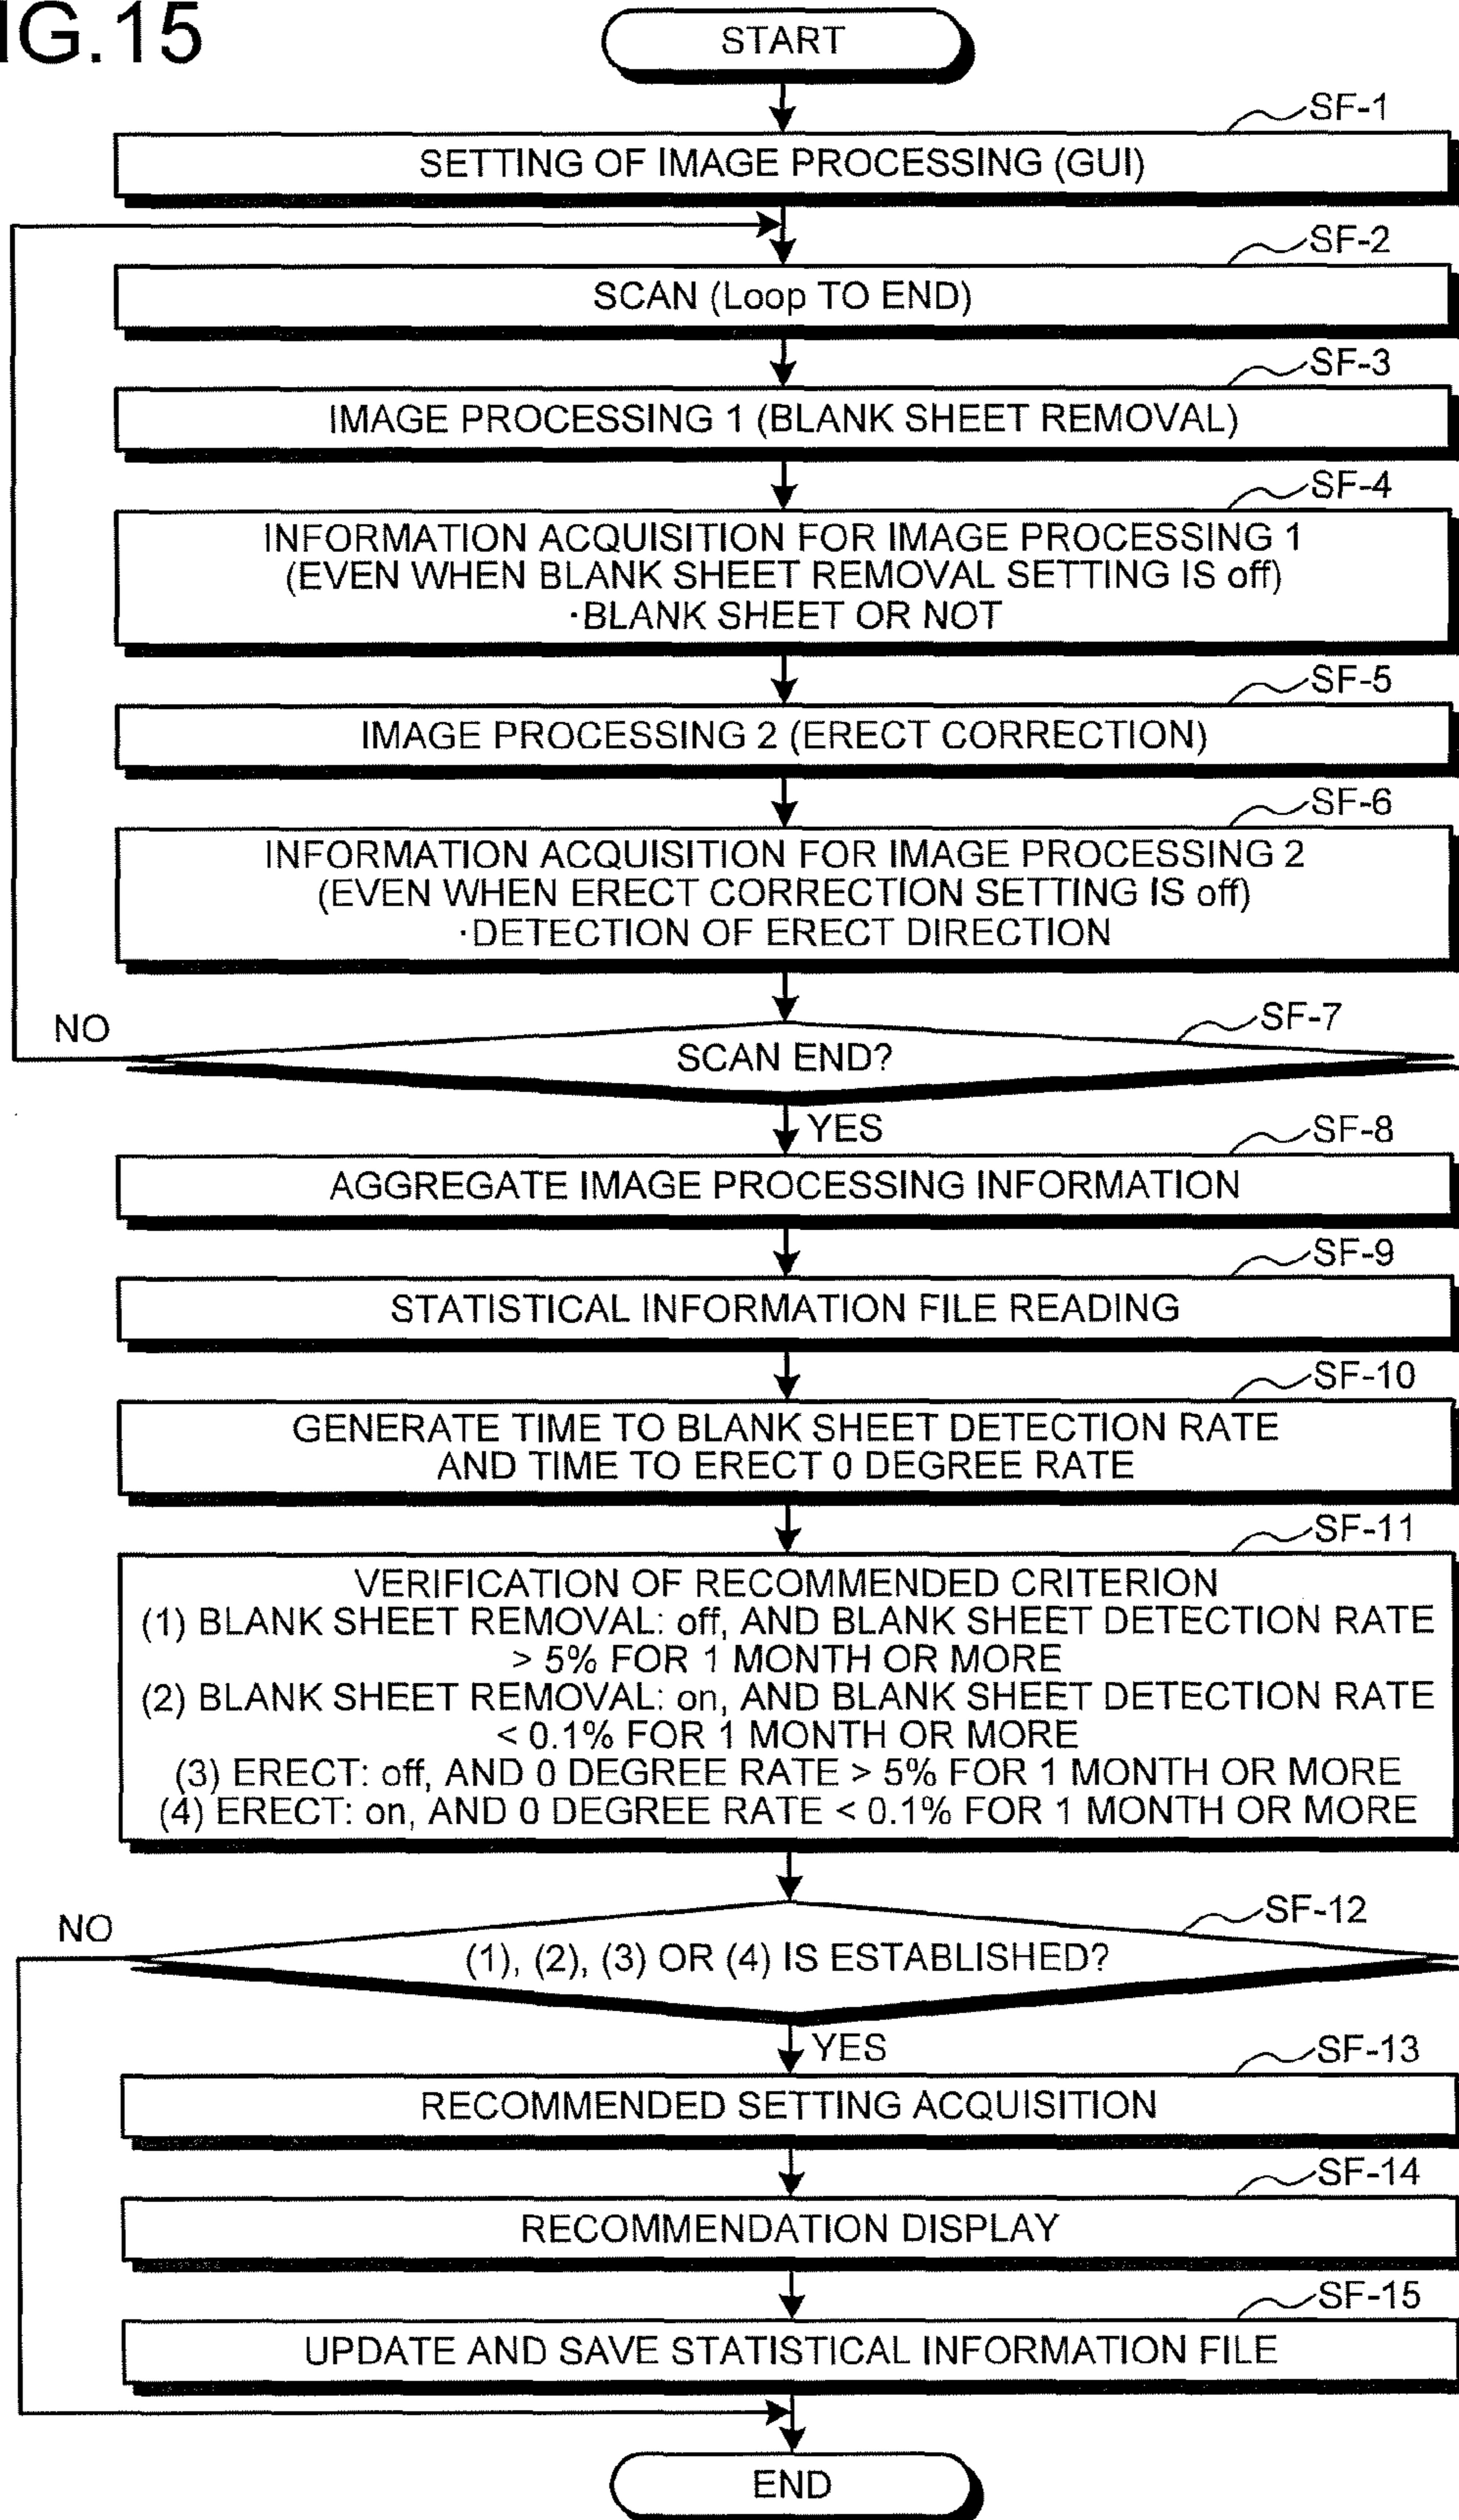 IG.15
START
SF-1
SETTING OF IMAGE PROCESSING (GUI)
SF-2
SCAN (Loop TO END)
SF-3
IMAGE PROCESSING 1 (BLANK SHEET REMOVAL)
SF-4
INFORMATION ACQUISITION FOR IMAGE PROCESSING 1
(EVEN WHEN BLANK SHEET REMOVAL SETTING IS off)
·BLANK SHEET OR NOT
SF-5
IMAGE PROCESSING 2 (ERECT CORRECTION)
SF-6
INFORMATION ACQUISITION FOR IMAGE PROCESSING 2
(EVEN WHEN ERECT CORRECTION SETTING IS off)
·DETECTION OF ERECT DIRECTION
SF-7
NO
SCAN END?
YES
SF-8
AGGREGATE IMAGE PROCESSING INFORMATION
SF-9
STATISTICAL INFORMATION FILE READING
SF-10
GENERATE TIME TO BLANK SHEET DETECTION RATE
AND TIME TO ERECT 0 DEGREE RATE
SF-11
VERIFICATION OF RECOMMENDED CRITERION
(1) BLANK SHEET REMOVAL: off, AND BLANK SHEET DETECTION RATE
> 5% FOR 1 MONTH OR MORE
(2) BLANK SHEET REMOVAL: on, AND BLANK SHEET DETECTION RATE
< 0.1% FOR 1 MONTH OR MORE
(3) ERECT: off, AND 0 DEGREE RATE > 5% FOR 1 MONTH OR MORE
(4) ERECT: on, AND 0 DEGREE RATE < 0.1% FOR 1 MONTH OR MORE
SF-12
NO
(1), (2), (3) OR (4) IS ESTABLISHED?
YES
SF-13
RECOMMENDED SETTING ACQUISITION
SF-14
RECOMMENDATION DISPLAY
SF-15
UPDATE AND SAVE STATISTICAL INFORMATION FILE
END